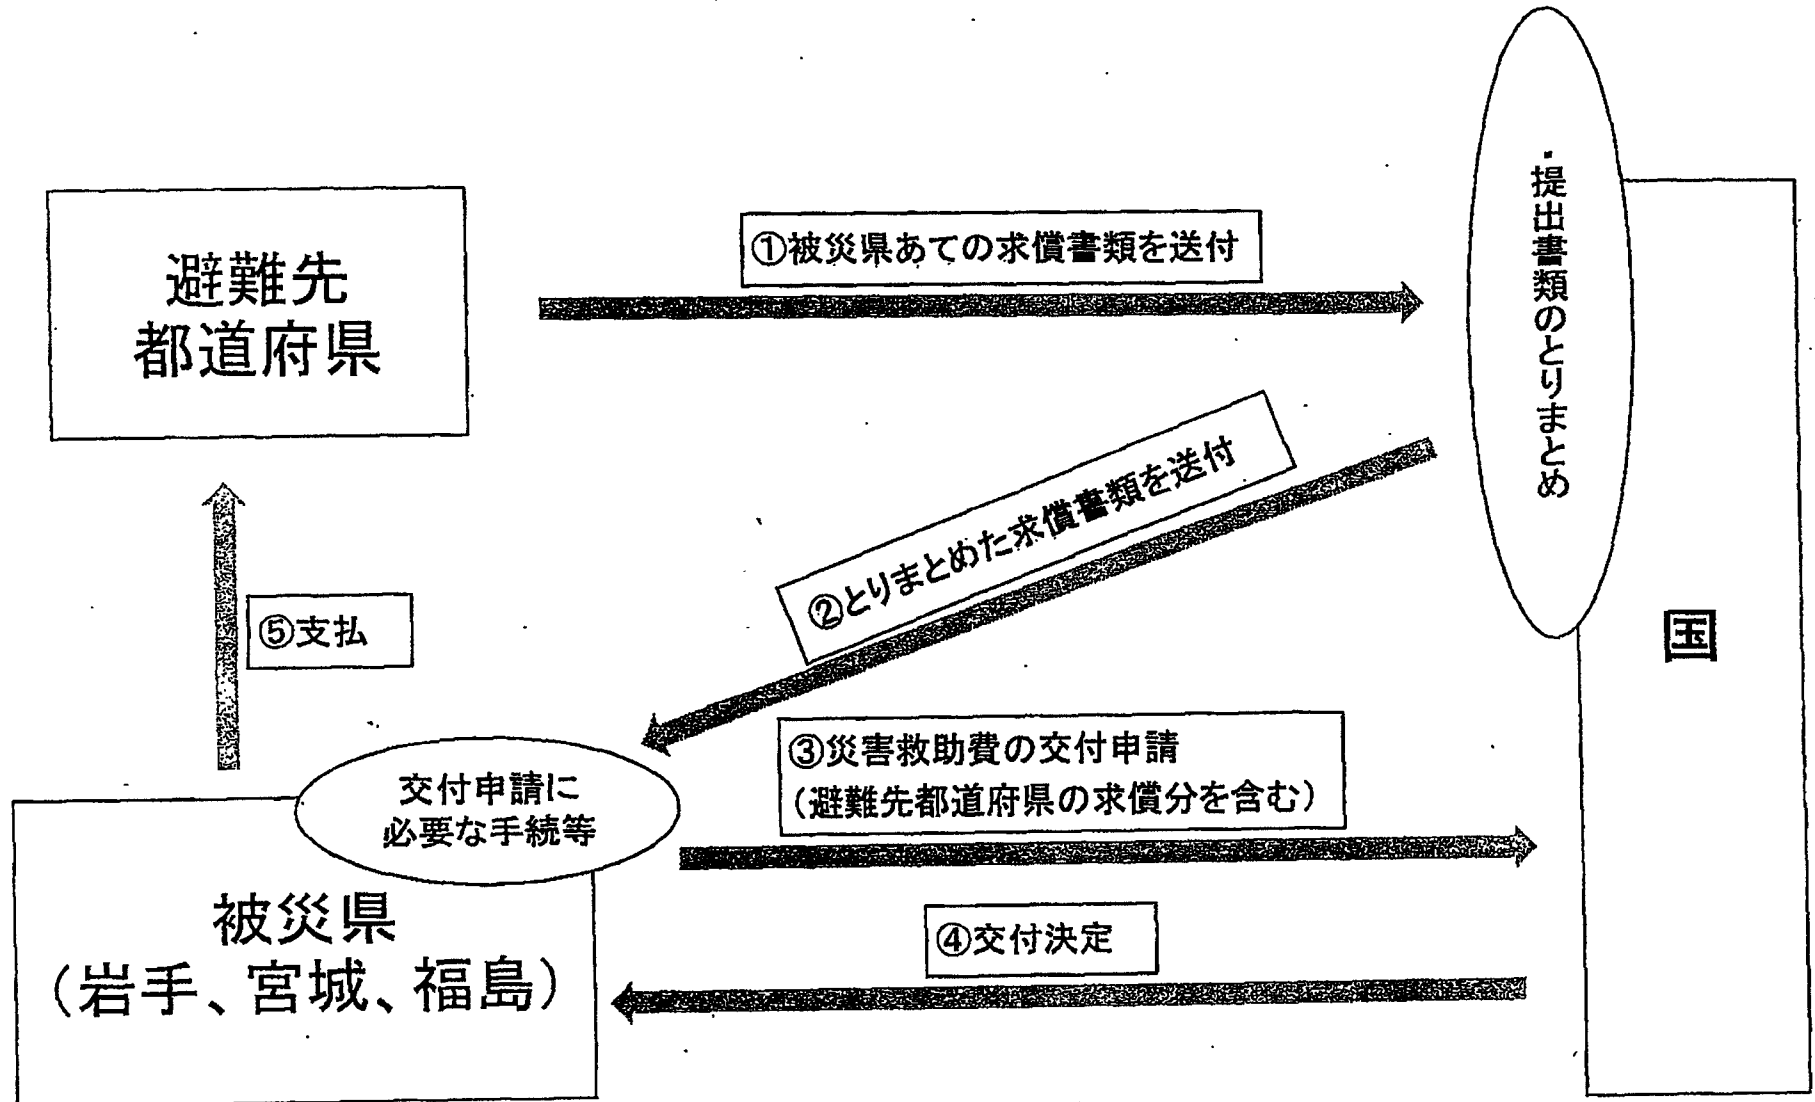 避難先
都道府県
①被災県あての求償書類を送付
・提出書類のとりまとめ
②とりまとめた求償書類を送付
国
⑤支払
交付申請に
必要な手続等
③災害救助費の交付申請
（避難先都道府県の求償分を含む）
被災県
（岩手、宮城、福島）
④交付決定